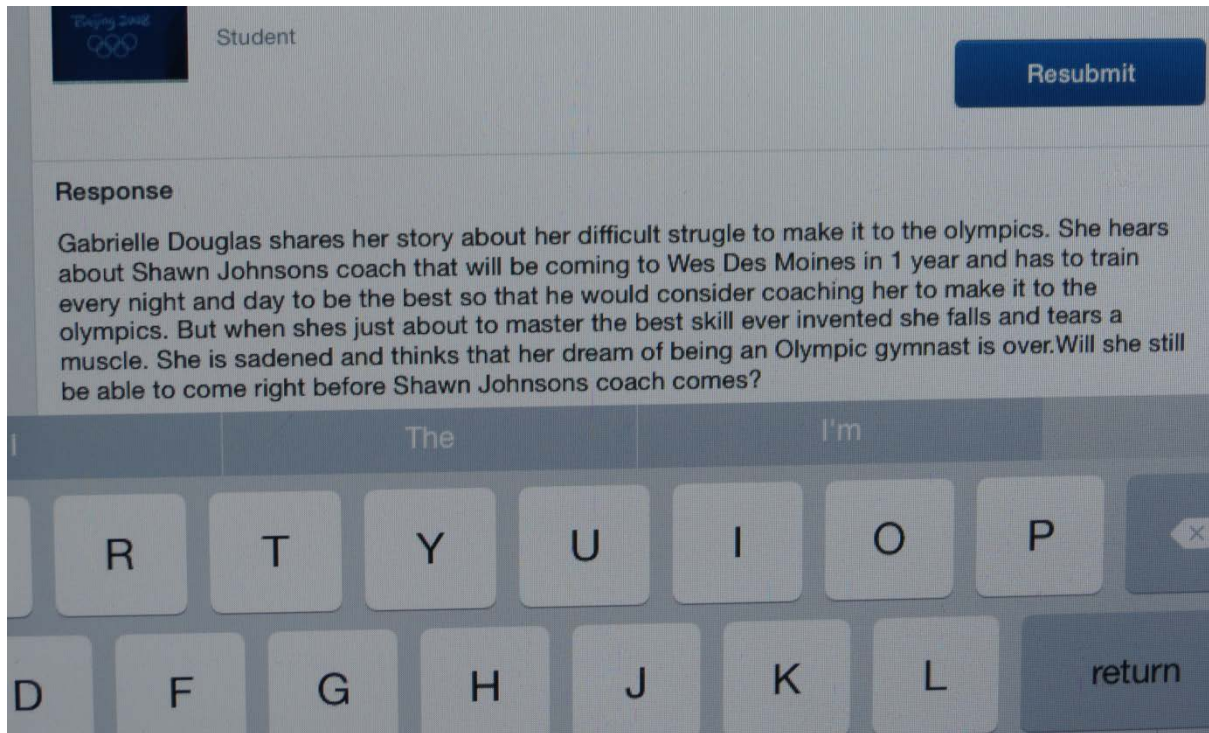 Beijing 2008
Student
Resubmit
Response
Gabrielle Douglas shares her story about her difficult strugle to make it to the olympics. She hears
about Shawn Johnsons coach that will be coming to Wes Des Moines in 1 year and has to train
every night and day to be the best so that he would consider coaching her to make it to the
olympics. But when shes just about to master the best skill ever invented she falls and tears a
muscle. She is sadened and thinks that her dream of being an Olympic gymnast is over.Will she still
be able to come right before Shawn Johnsons coach comes?
I The I'm
R T Y U I O P
D F G H J K L return